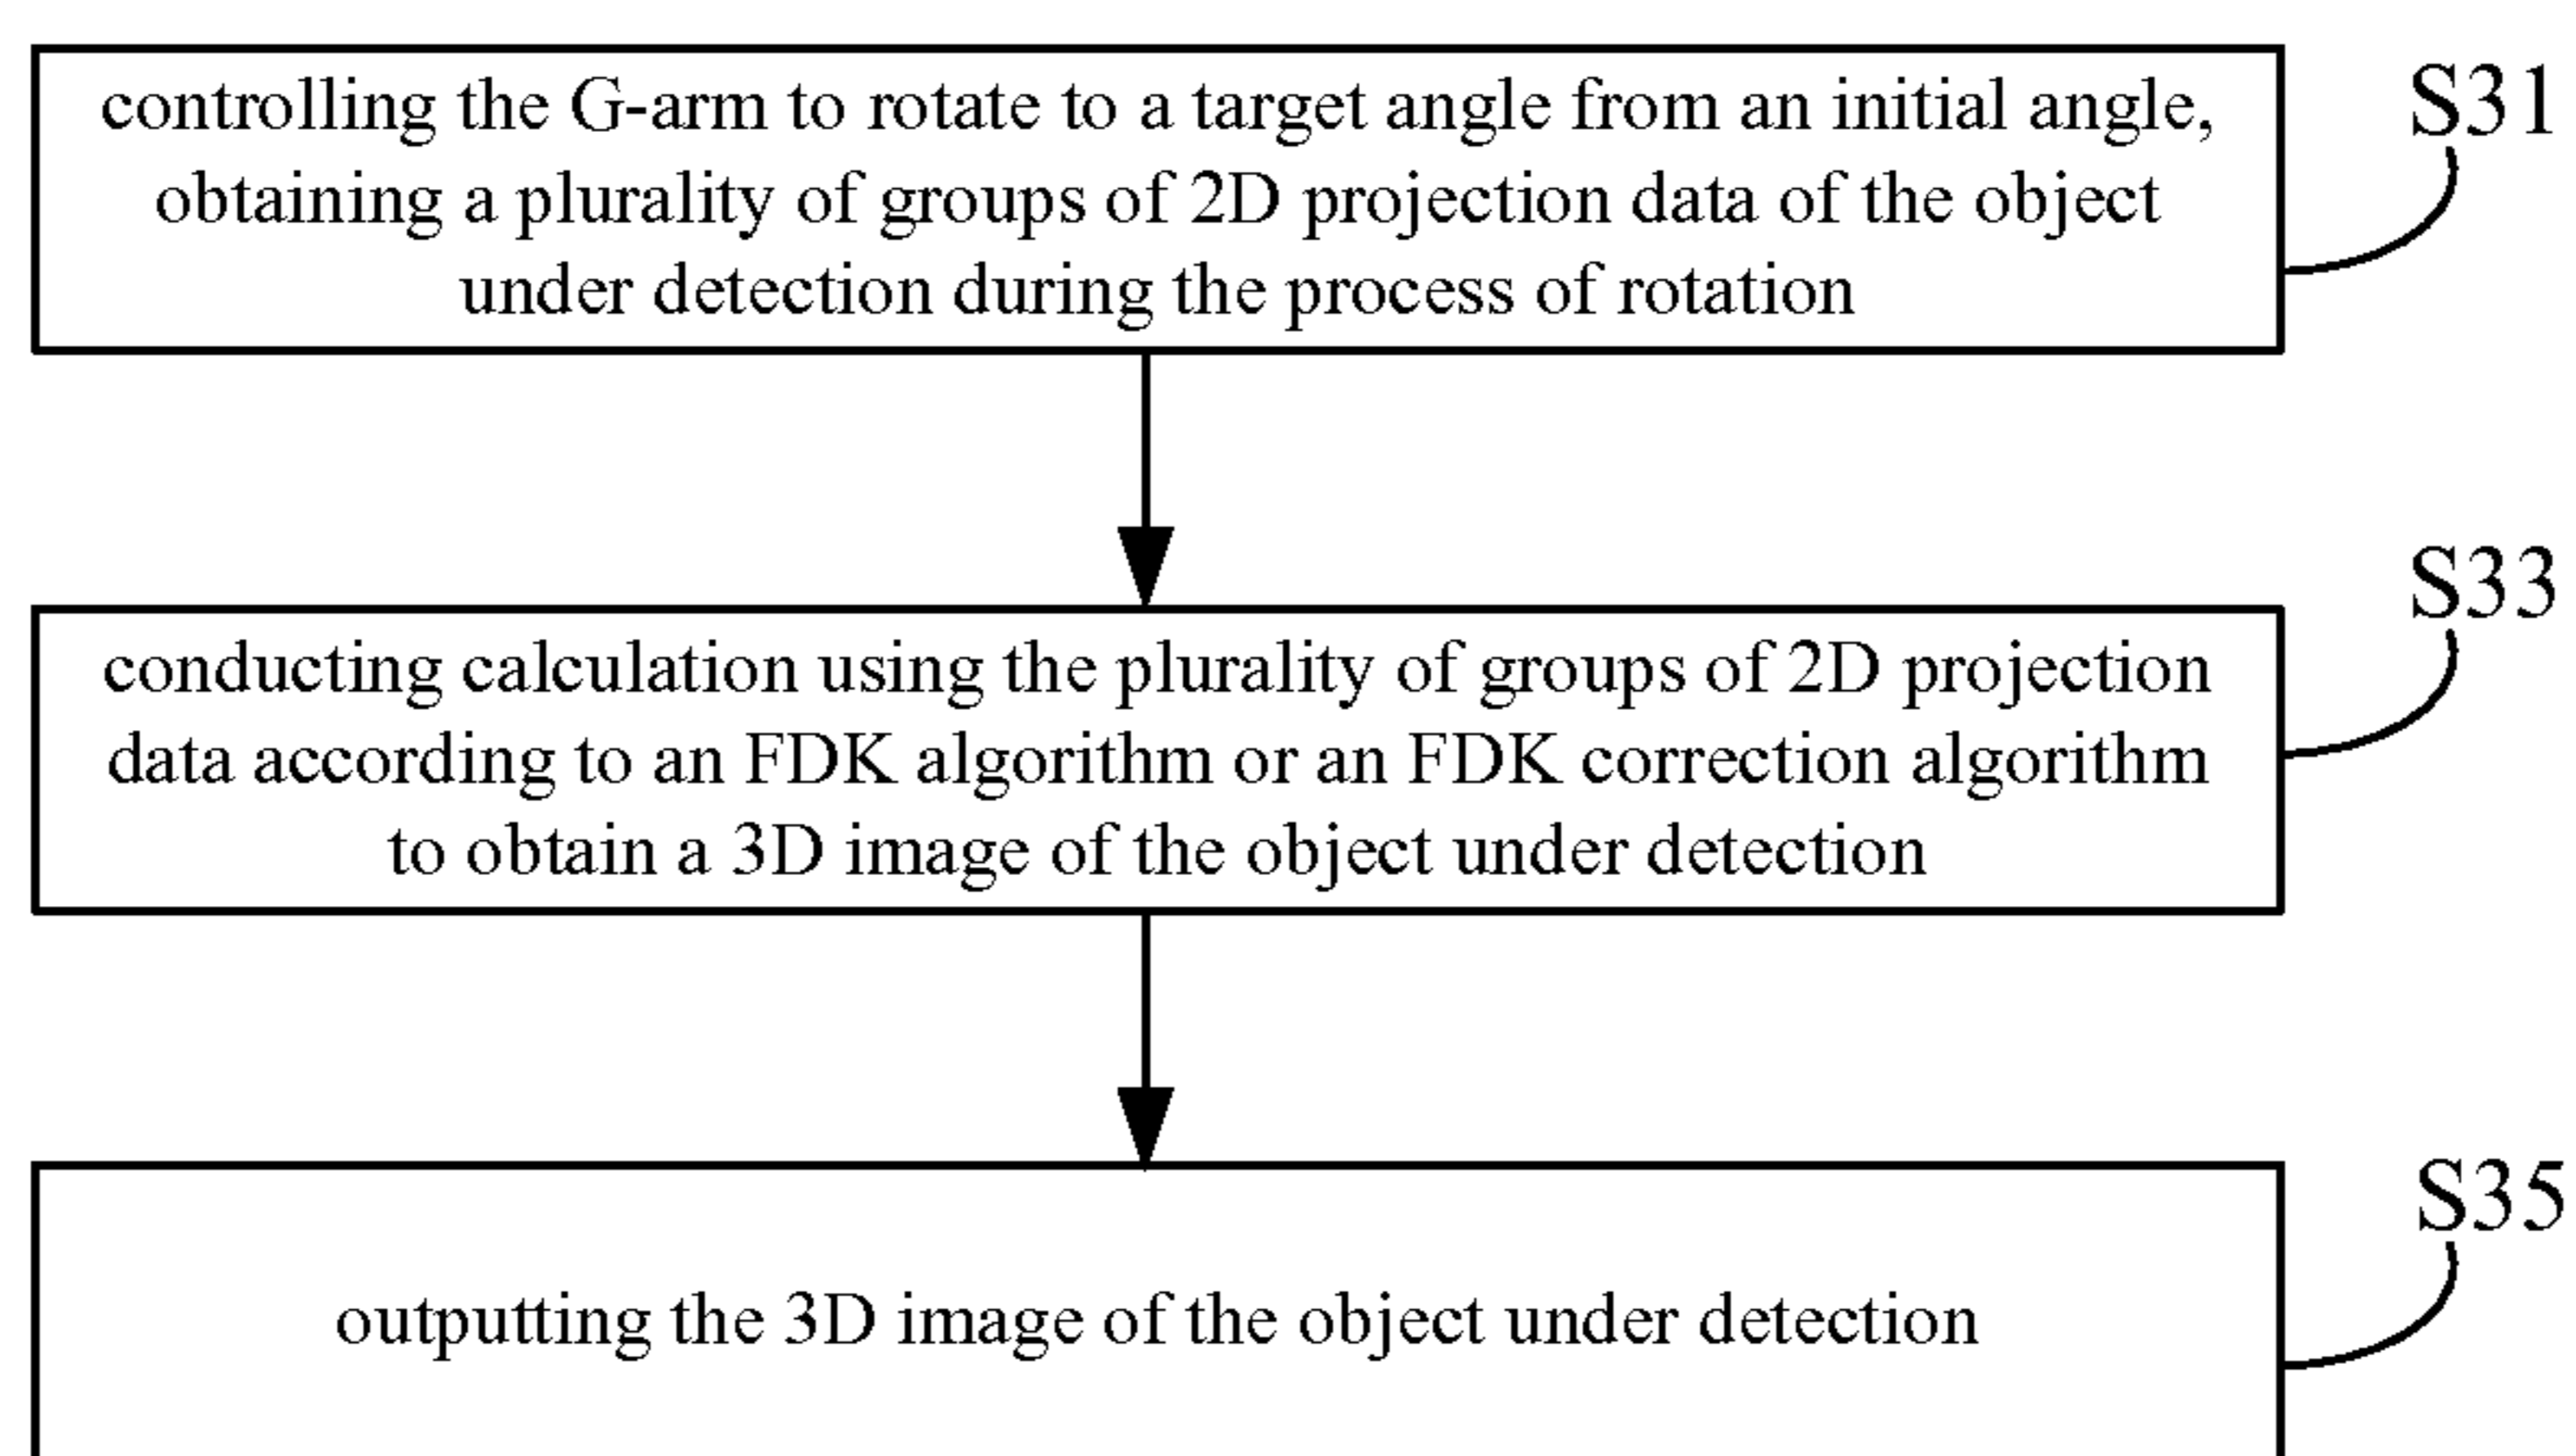 controlling the G-arm to rotate to a target angle from an initial angle,
obtaining a plurality of groups of 2D projection data of the object
under detection during the process of rotation
S31
conducting calculation using the plurality of groups of 2D projection
data according to an FDK algorithm or an FDK correction algorithm
to obtain a 3D image of the object under detection
S33
outputting the 3D image of the object under detection
S35